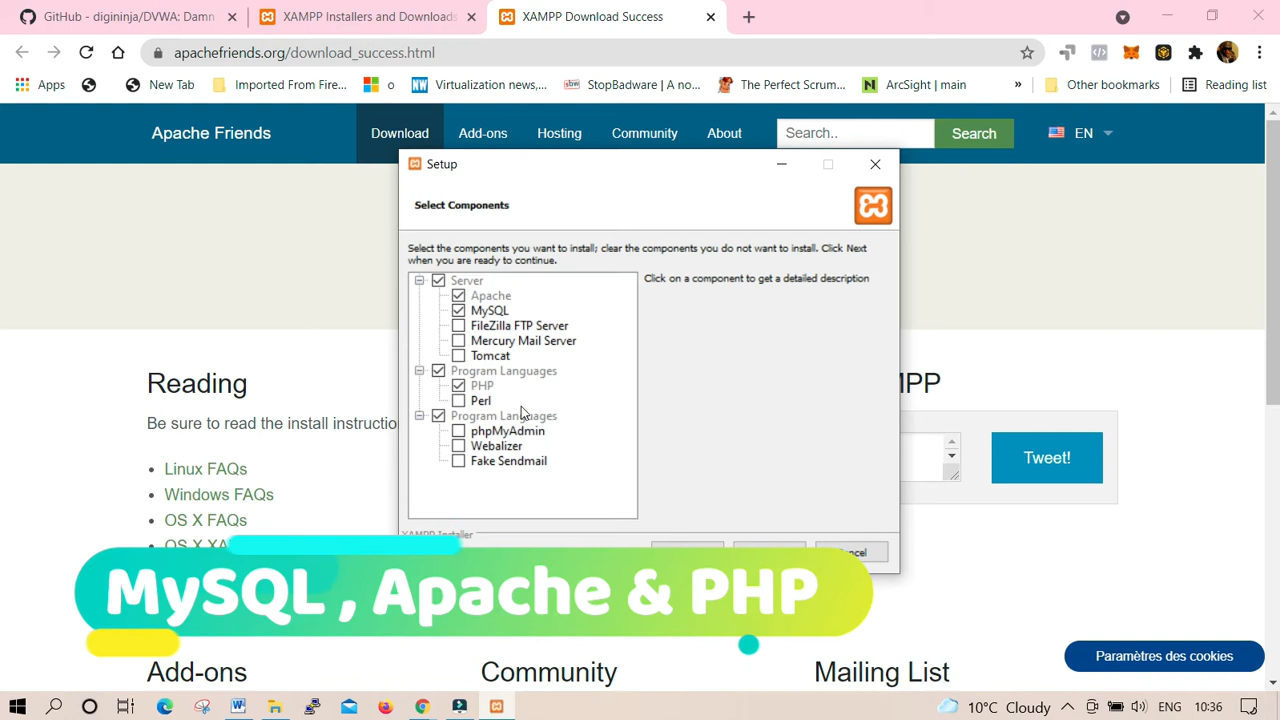 GitHub - digininja/DVWA: Damn
XAMPP Installers and Downloads
XAMPP Download Success
apachefriends.org/download_success.html
Apps
New Tab
Imported From Fire...
o
Virtualization news,...
StopBadware | A no...
The Perfect Scrum...
ArcSight | main
»
Other bookmarks
Reading list
Apache Friends
Download
Add-ons
Hosting
Community
About
Search..
Search
EN
Setup
Select Components
Select the components you want to install; clear the components you do not want to install. Click Next
when you are ready to continue.
Server
Apache
MySQL
FileZilla FTP Server
Mercury Mail Server
Tomcat
Program Languages
PHP
Perl
Program Languages
phpMyAdmin
Webalizer
Fake Sendmail
Click on a component to get a detailed description
XAMPP Installer
Reading
MPP
Be sure to read the install instructio
Linux FAQs
Windows FAQs
OS X FAQs
Tweet!
MySQL , Apache & PHP
Add-ons
Community
Mailing List
Paramètres des cookies
10°C Cloudy
ENG
10:36